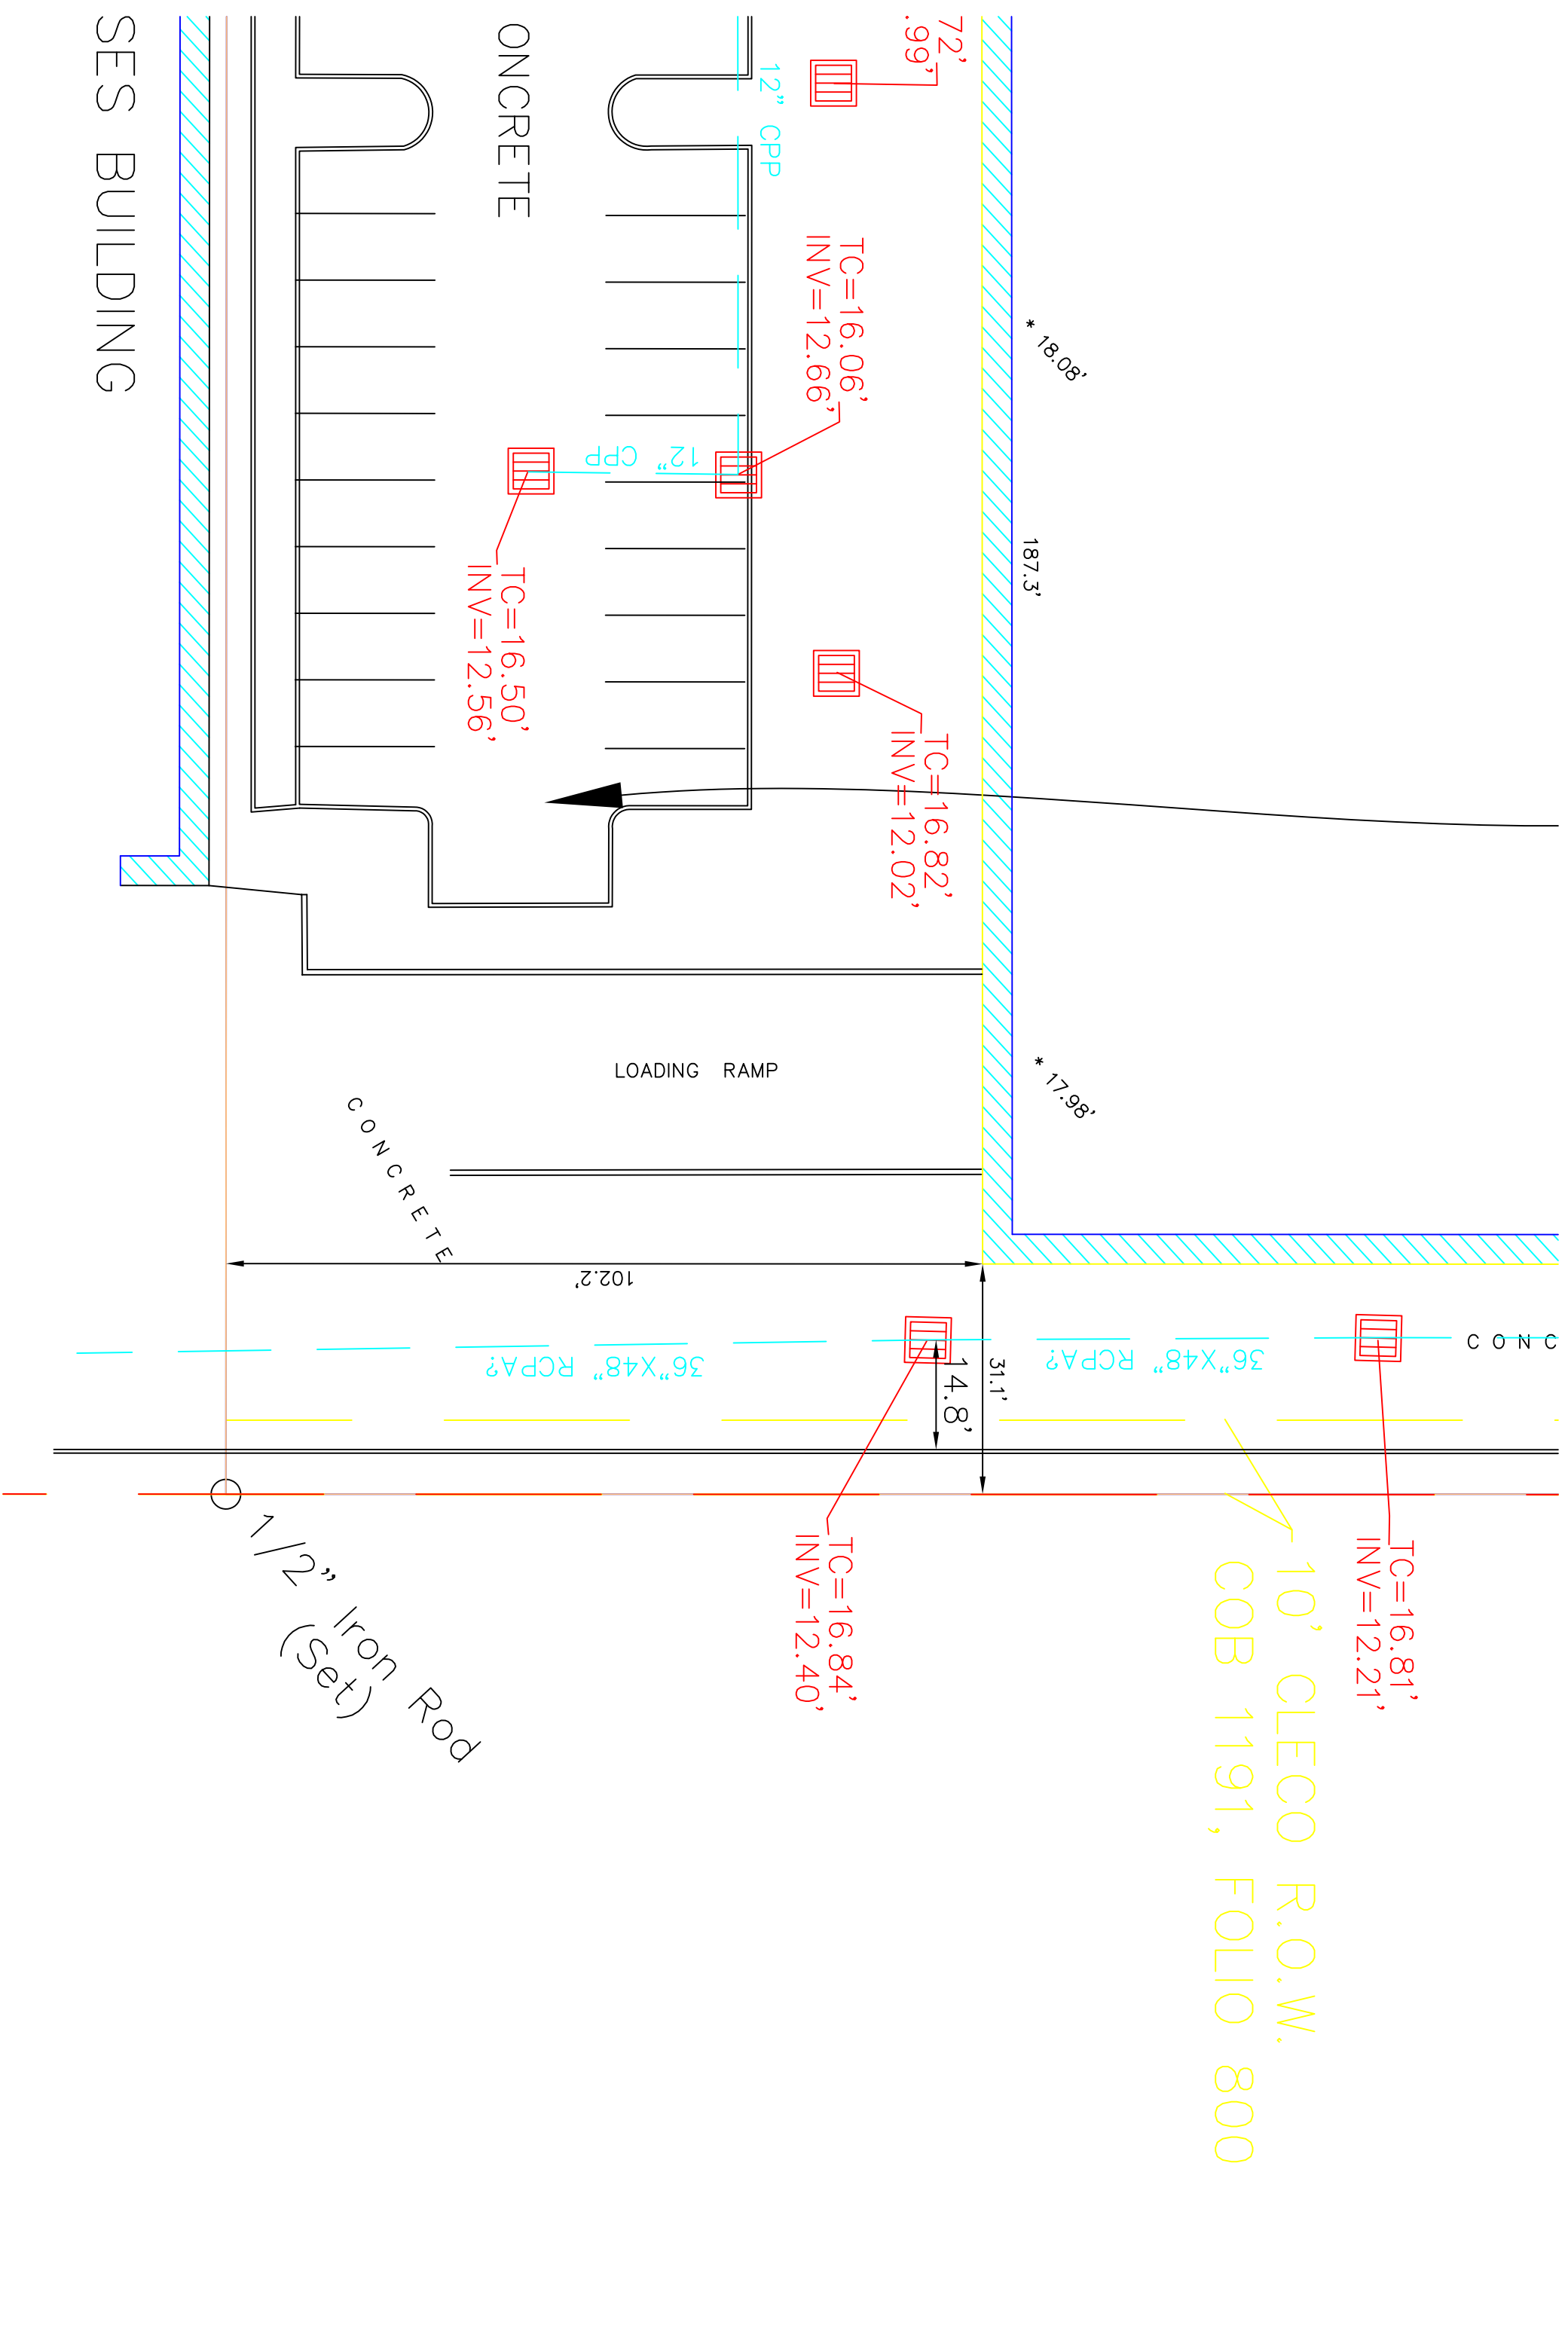 SES BUILDING
ONCRETE
12" CPP
72'
.99'
TC=16.06'
INV=12.66'
* 18.08'
187.3'
12" CPP
TC=16.50'
INV=12.56'
TC=16.82'
INV=12.02'
LOADING RAMP
CONCRETE
* 17.98'
102.2'
31.1'
14.8'
36"X48" RCPA?
36"X48" RCPA?
CONC
1/2" Iron Rod
(Set)
TC=16.84'
INV=12.40'
TC=16.81'
INV=12.21'
10' CLECO R.O.W.
COB 1191, FOLIO 800